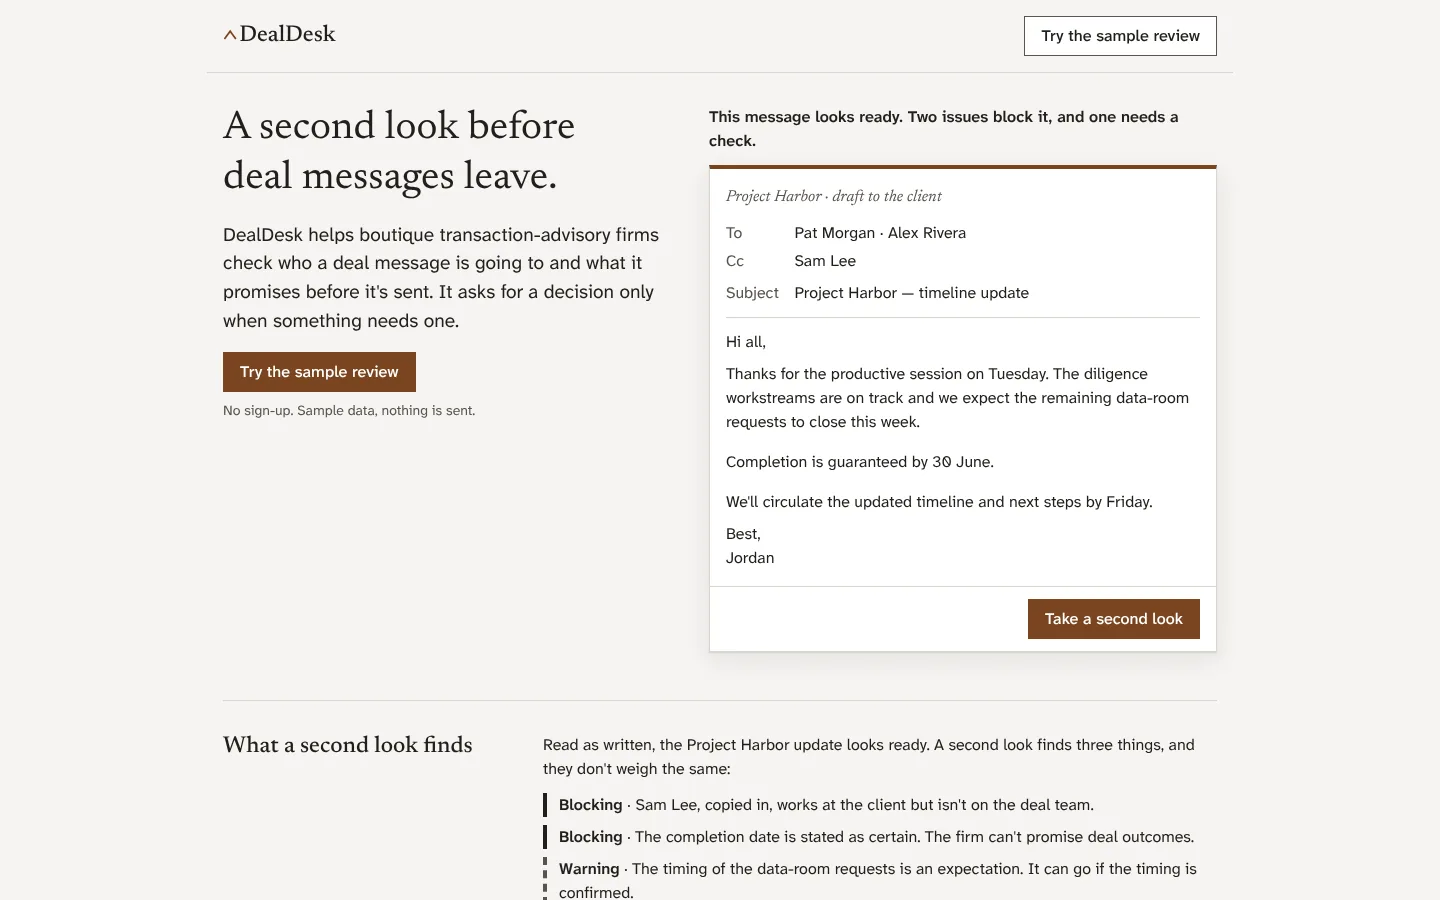 DealDesk
Try the sample review
A second look before
deal messages leave.
DealDesk helps boutique transaction-advisory firms
check who a deal message is going to and what it
promises before it's sent. It asks for a decision only
when something needs one.
Try the sample review
No sign-up. Sample data, nothing is sent.
This message looks ready. Two issues block it, and one needs a
check.
Project Harbor · draft to the client
To Pat Morgan · Alex Rivera
Cc Sam Lee
Subject Project Harbor — timeline update
Hi all,
Thanks for the productive session on Tuesday. The diligence
workstreams are on track and we expect the remaining data-room
requests to close this week.
Completion is guaranteed by 30 June.
We'll circulate the updated timeline and next steps by Friday.
Best,
Jordan
Take a second look
What a second look finds
Read as written, the Project Harbor update looks ready. A second look finds three things, and
they don't weigh the same:
Blocking · Sam Lee, copied in, works at the client but isn't on the deal team.
Blocking · The completion date is stated as certain. The firm can't promise deal outcomes.
Warning · The timing of the data-room requests is an expectation. It can go if the timing is
confirmed.